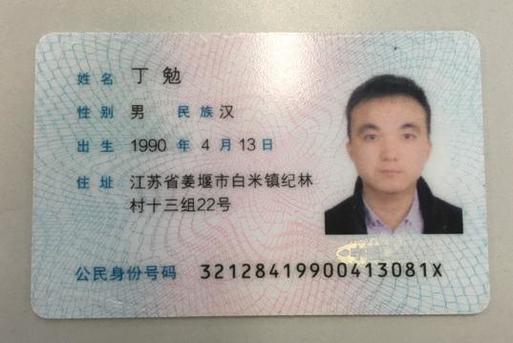 姓名 丁勉
性别 男 民族 汉
出生 1990 年 4 月 13 日
住址 江苏省姜堰市白米镇纪林
村十三组22号
公民身份号码 32128419900413081X